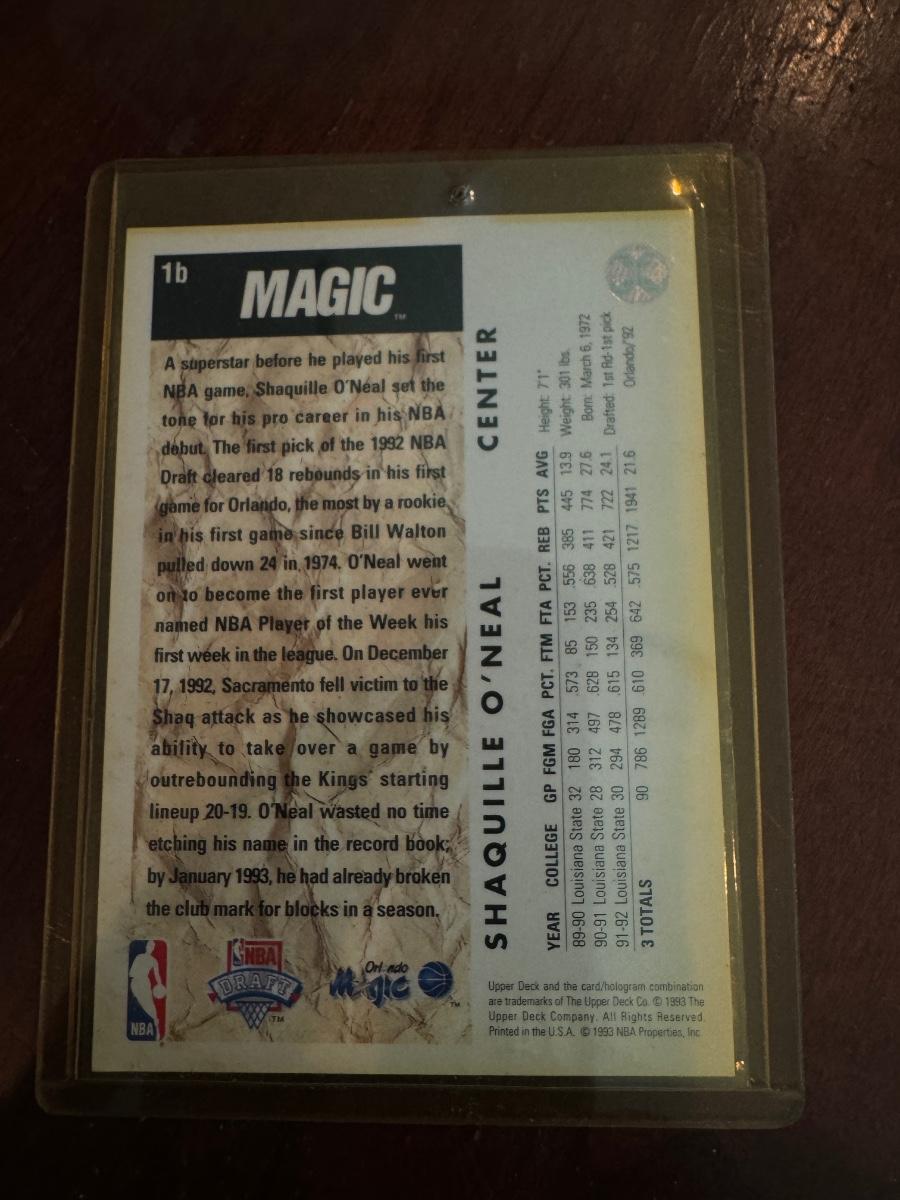 1b
MAGIC™
A superstar before he played his first
NBA game, Shaquille O'Neal set the
tone for his pro career in his NBA
debut. The first pick of the 1992 NBA
Draft cleared 18 rebounds in his first
game for Orlando, the most by a rookie
in his first game since Bill Walton
pulled down 24 in 1974. O'Neal went
on to become the first player ever
named NBA Player of the Week his
first week in the league. On December
17, 1992, Sacramento fell victim to the
Shaq attack as he showcased his
ability to take over a game by
outrebounding the Kings' starting
lineup 20-19. O'Neal wasted no time
etching his name in the record book;
by January 1993, he had already broken
the club mark for blocks in a season.
NBA
NBA
DRAFT™
Orlando
Magic™
SHAQUILLE O'NEAL CENTER
Height: 7'1"
Weight: 301 lbs.
Born: March 6, 1972
Drafted: 1st Rd-1st pick
Orlando/'92
YEAR COLLEGE GP FGM FGA PCT. FTM FTA PCT. REB PTS AVG
89-90 Louisiana State 32 180 314 .573 85 153 .556 385 445 13.9
90-91 Louisiana State 28 312 497 .628 150 235 .638 411 774 27.6
91-92 Louisiana State 30 294 478 .615 134 254 .528 421 722 24.1
3 TOTALS 90 786 1289 .610 369 642 .575 1217 1941 21.6
Upper Deck and the card/hologram combination
are trademarks of The Upper Deck Co. © 1993 The
Upper Deck Company. All Rights Reserved.
Printed in the U.S.A. © 1993 NBA Properties, Inc.